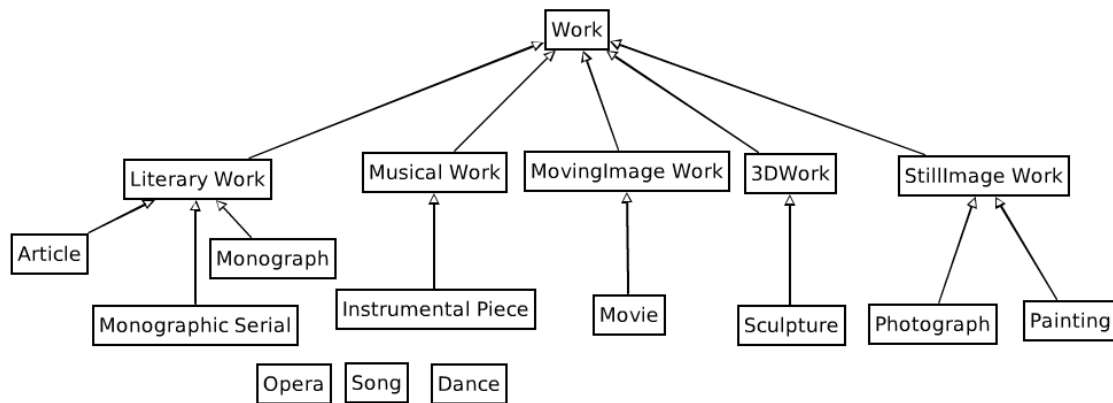 Work
Literary Work
Musical Work
MovingImage Work
3DWork
StillImage Work
Article
Monograph
Monographic Serial
Instrumental Piece
Movie
Sculpture
Photograph
Painting
Opera
Song
Dance